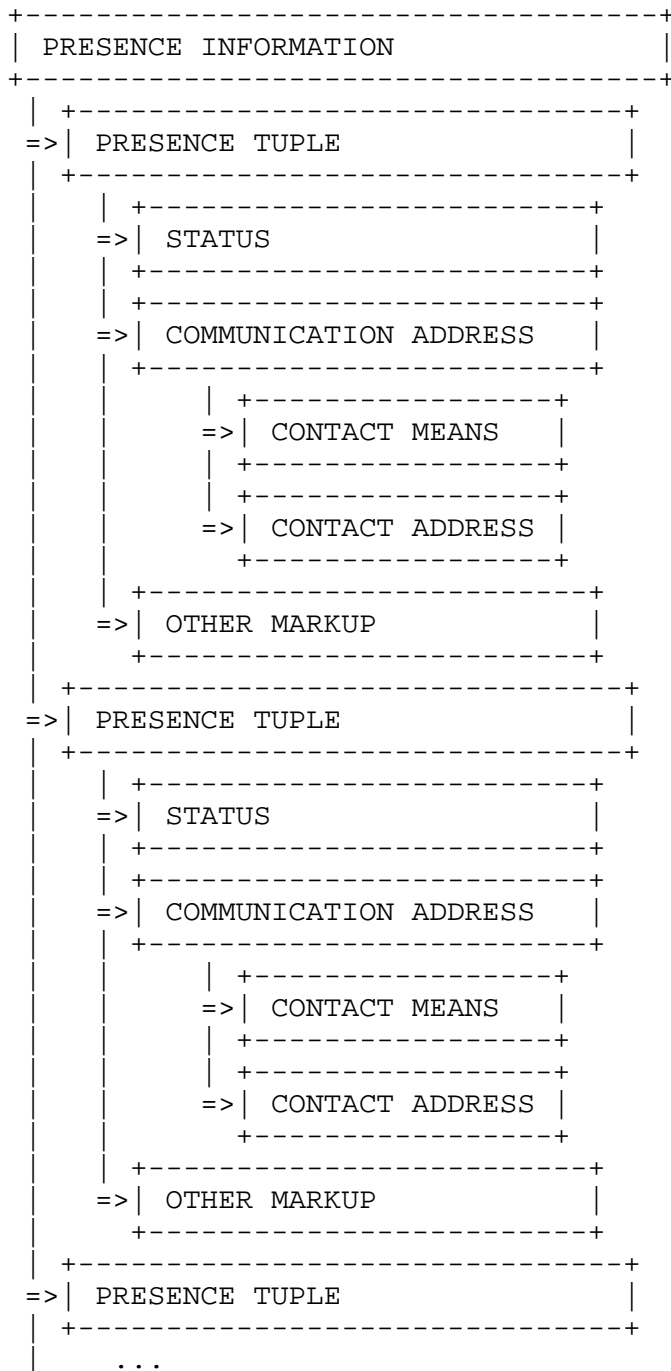 PRESENCE INFORMATION
PRESENCE TUPLE
STATUS
COMMUNICATION ADDRESS
CONTACT MEANS
CONTACT ADDRESS
OTHER MARKUP
PRESENCE TUPLE
STATUS
COMMUNICATION ADDRESS
CONTACT MEANS
CONTACT ADDRESS
OTHER MARKUP
PRESENCE TUPLE
...